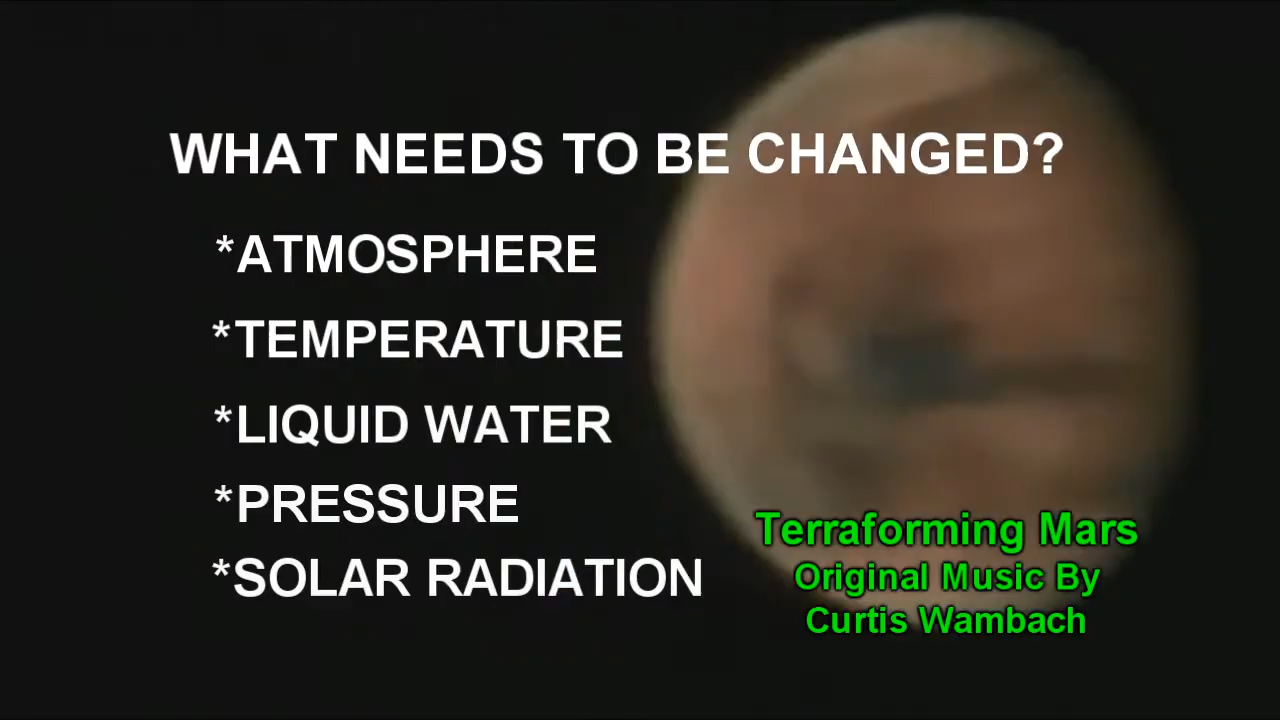 WHAT NEEDS TO BE CHANGED?
*ATMOSPHERE
*TEMPERATURE
*LIQUID WATER
*PRESSURE
*SOLAR RADIATION
Terraforming Mars
Original Music By
Curtis Wambach